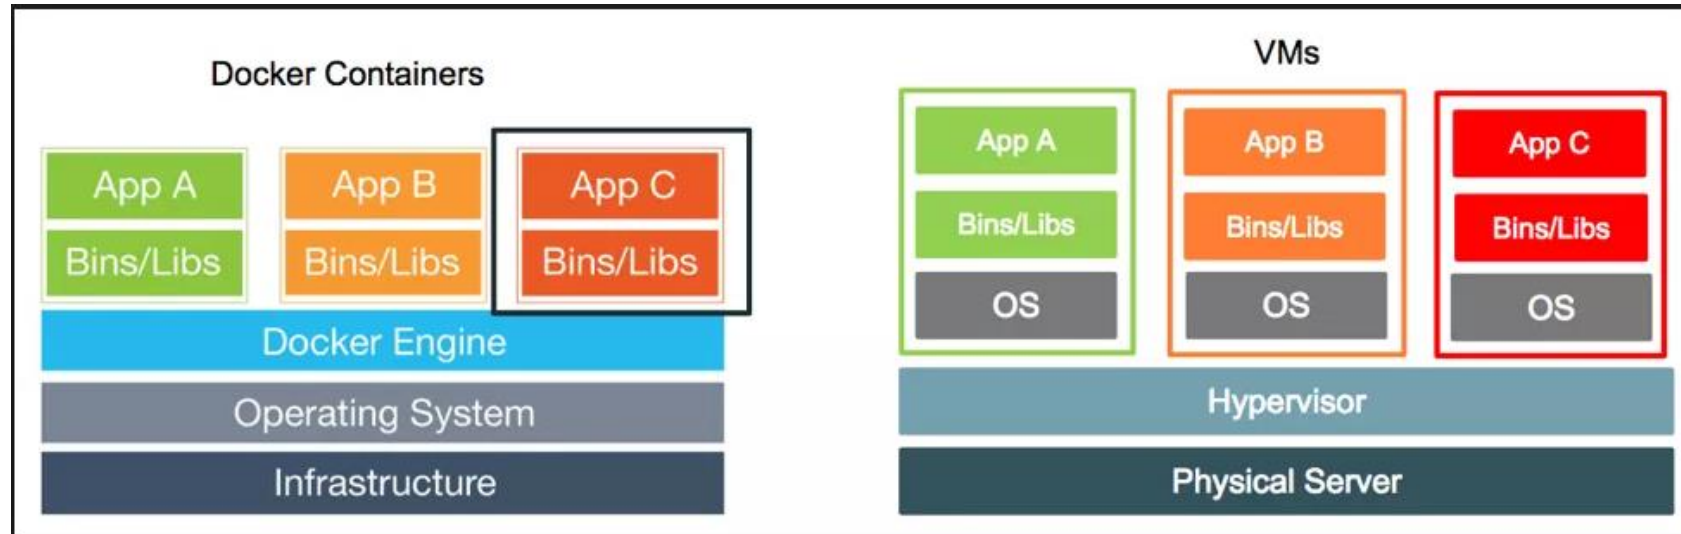 Docker Containers
App A
App B
App C
Bins/Libs
Bins/Libs
Bins/Libs
Docker Engine
Operating System
Infrastructure
VMs
App A
App B
App C
Bins/Libs
Bins/Libs
Bins/Libs
OS
OS
OS
Hypervisor
Physical Server